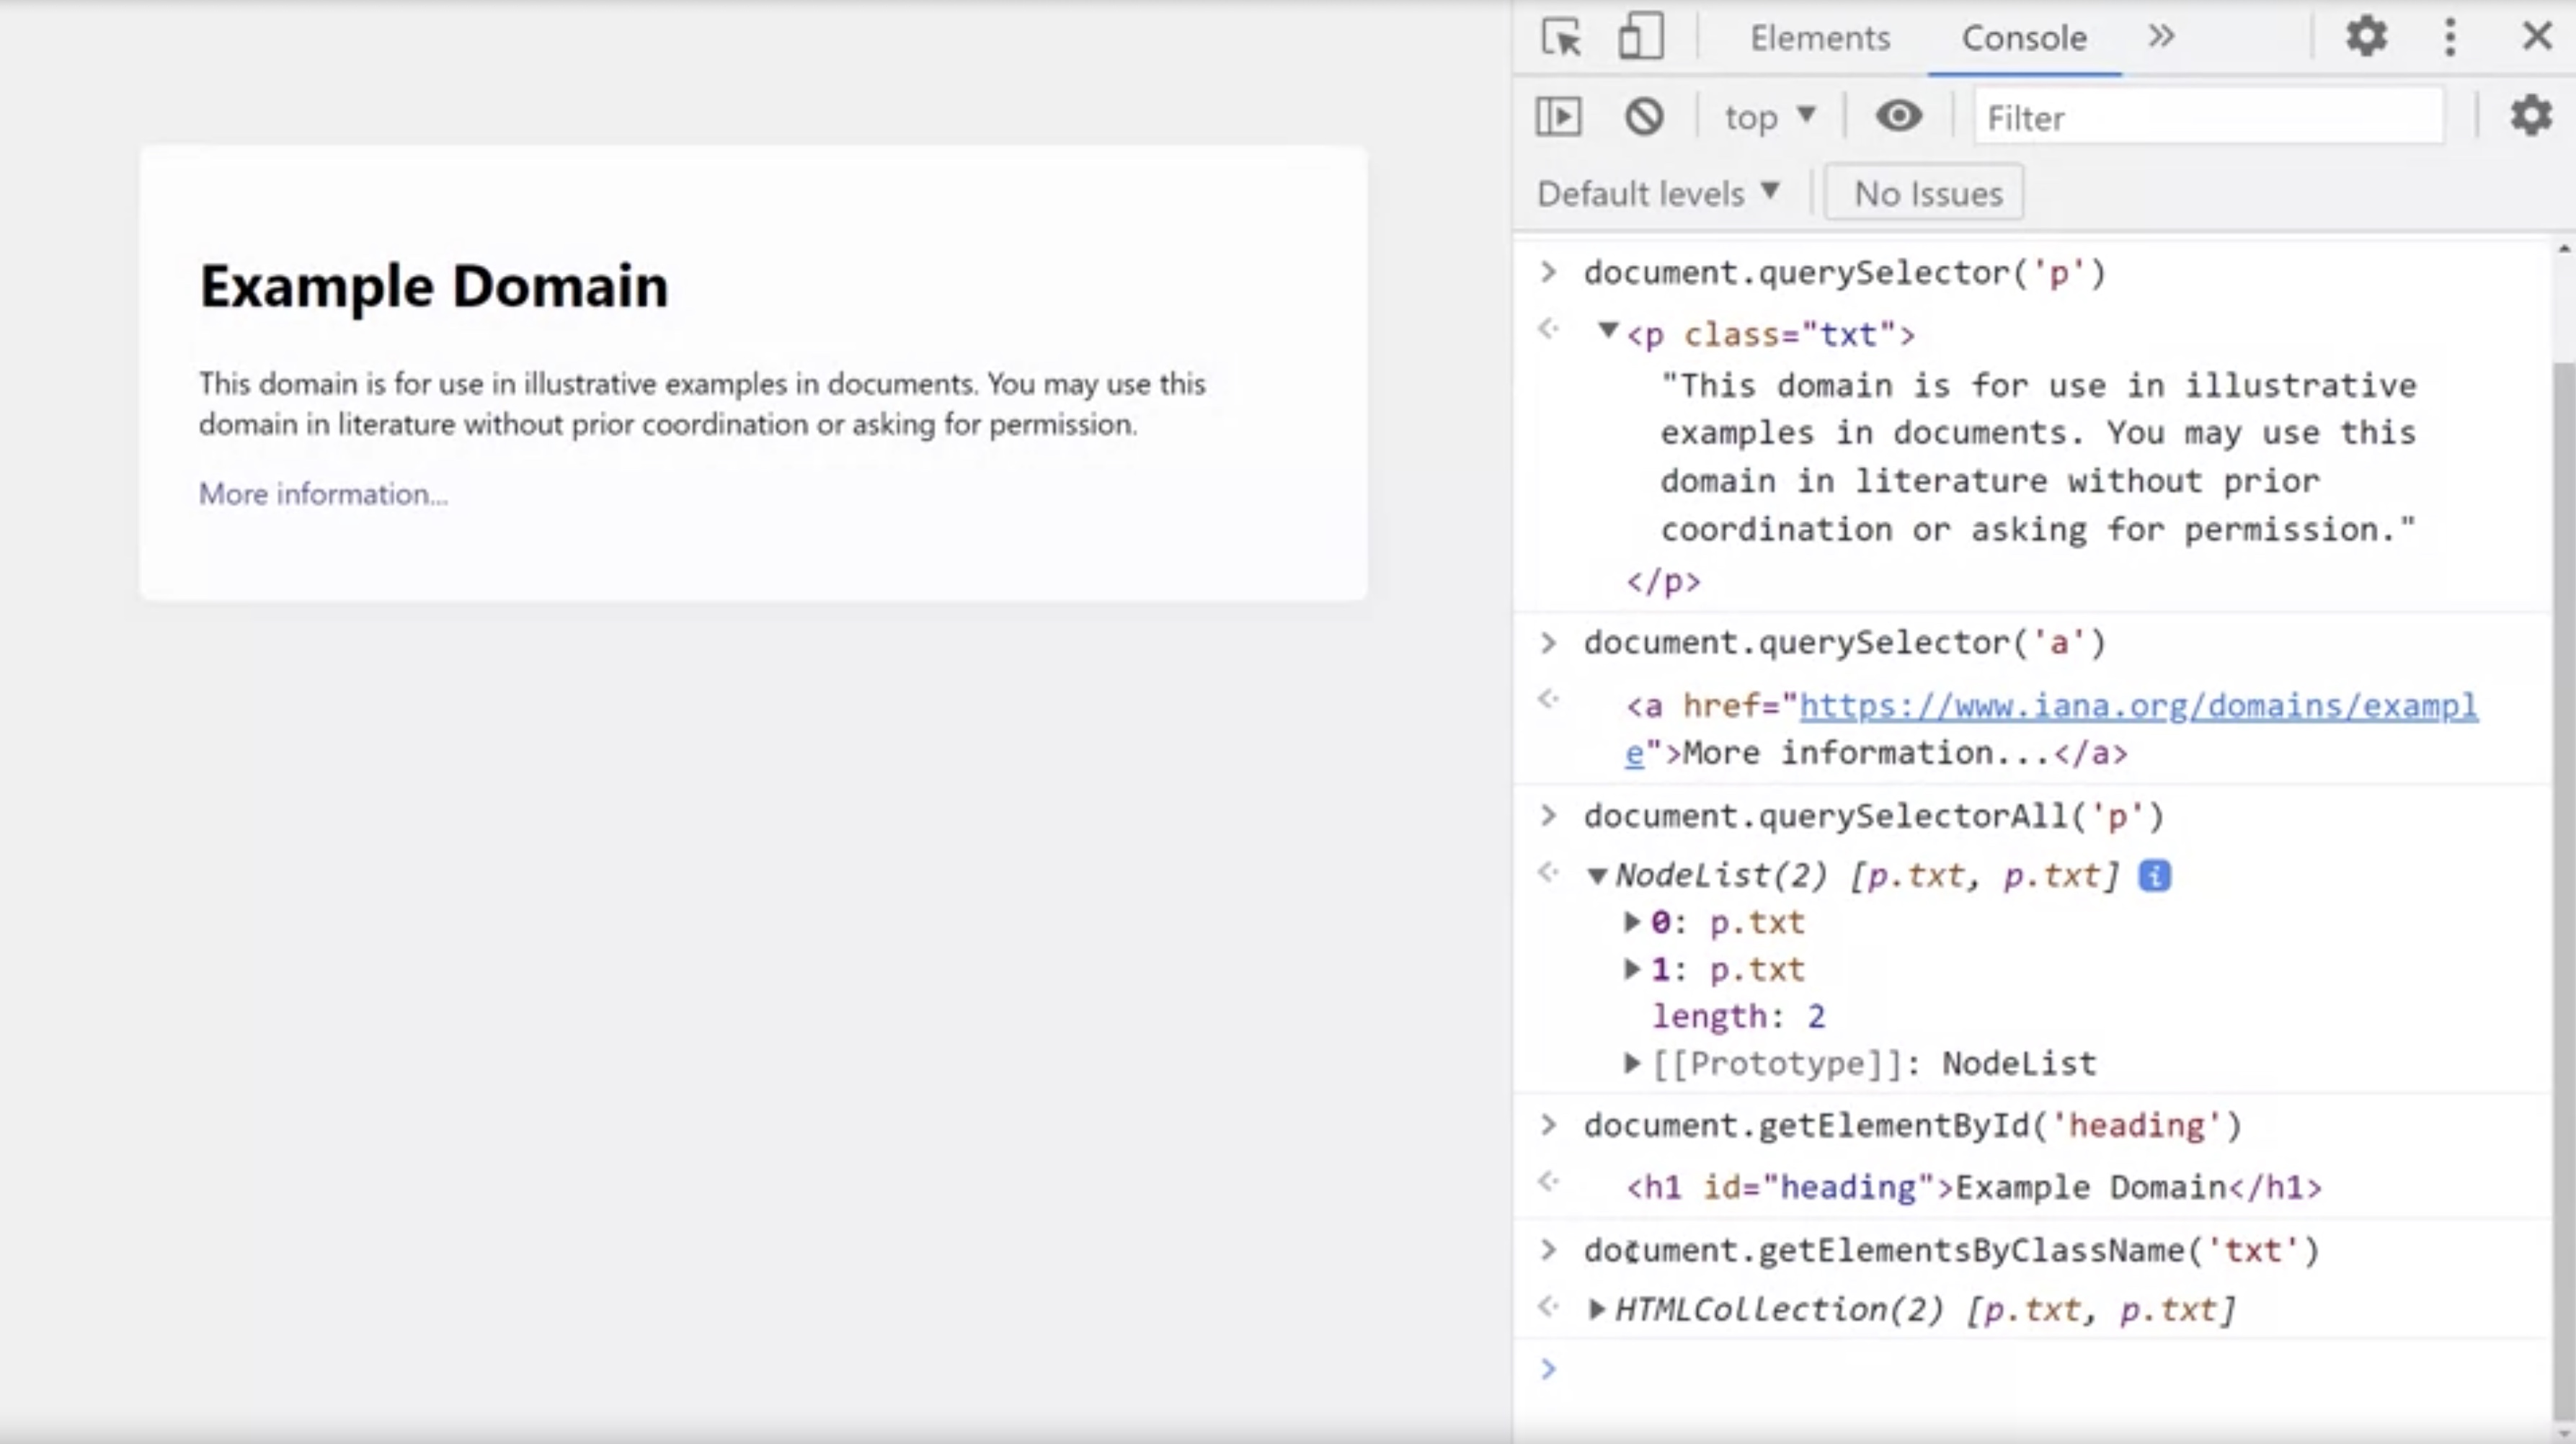 Example Domain
This domain is for use in illustrative examples in documents. You may use this
domain in literature without prior coordination or asking for permission.
More information...
Elements Console
top Filter
Default levels No Issues
document.querySelector('p')
<p class="txt">
"This domain is for use in illustrative
examples in documents. You may use this
domain in literature without prior
coordination or asking for permission."
</p>
document.querySelector('a')
<a href="https://www.iana.org/domains/exampl
e">More information...</a>
document.querySelectorAll('p')
NodeList(2) [p.txt, p.txt] i
0: p.txt
1: p.txt
length: 2
[[Prototype]]: NodeList
document.getElementById('heading')
<h1 id="heading">Example Domain</h1>
document.getElementsByClassName('txt')
HTMLCollection(2) [p.txt, p.txt]